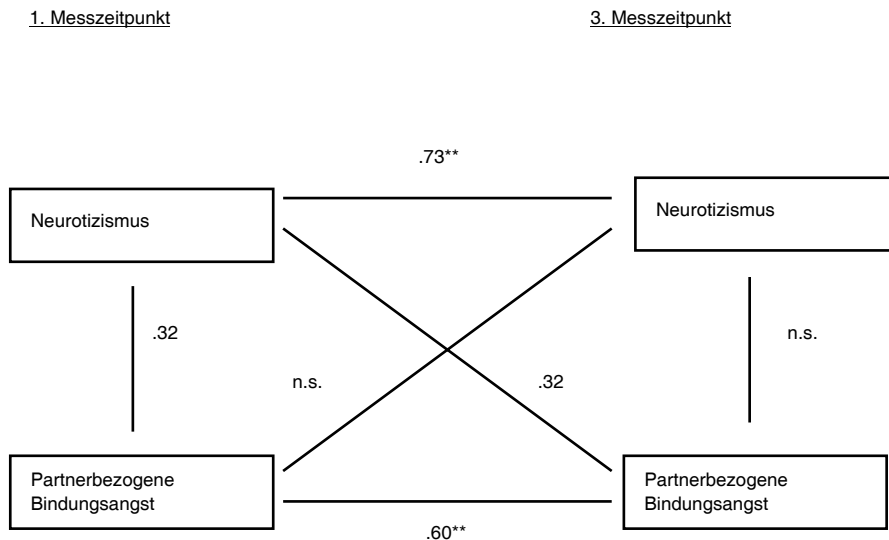 1. Messzeitpunkt
3. Messzeitpunkt
.73**
Neurotizismus
Neurotizismus
.32
n.s.
n.s.
.32
Partnerbezogene
Bindungsangst
Partnerbezogene
Bindungsangst
.60**